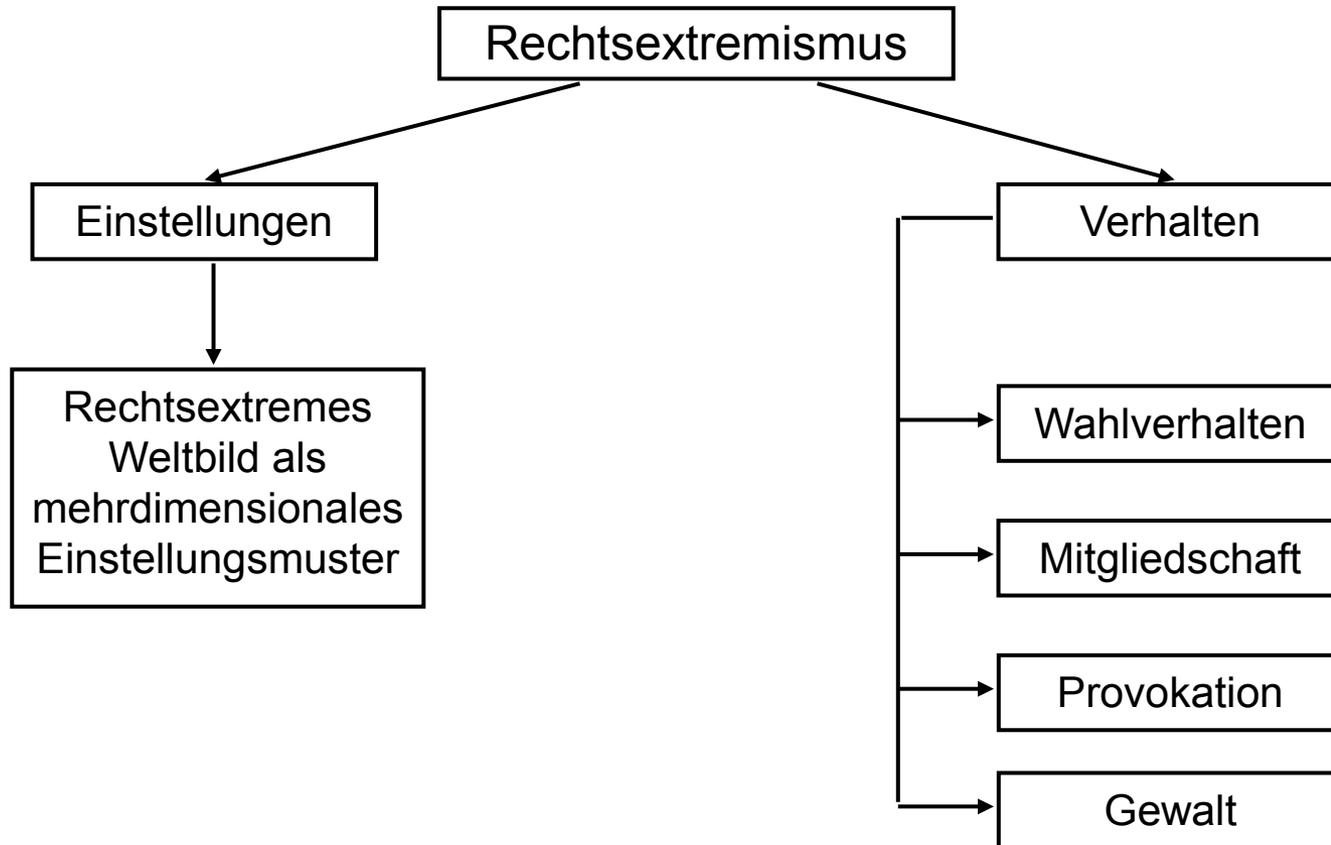 Rechtsextremismus
Einstellungen
Verhalten
Rechtsextremes
Weltbild als
mehrdimensionales
Einstellungsmuster
Wahlverhalten
Mitgliedschaft
Provokation
Gewalt